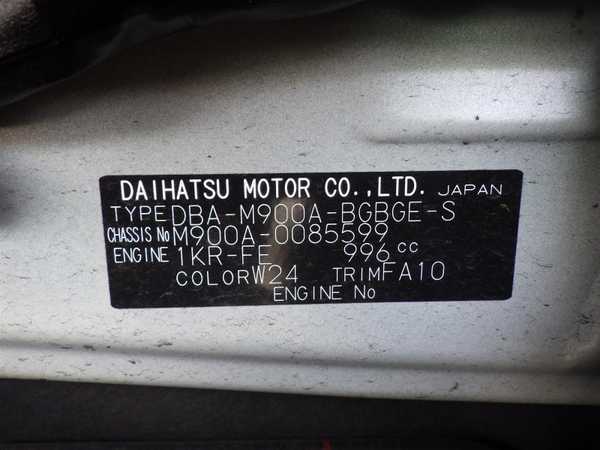 DAIHATSU MOTOR CO.,LTD. JAPAN
TYPE DBA-M900A-BGBGE-S
CHASSIS No M900A-0085599
ENGINE 1KR-FE 996 cc
COLOR W24 TRIM FA10
ENGINE No